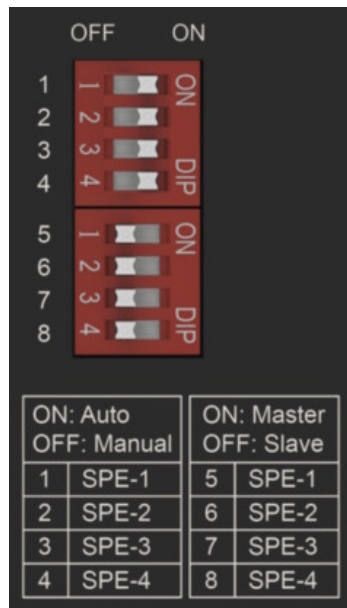 OFF ON
1 1 ON
2 2
3 3
4 4 DIP
5 1 ON
6 2
7 3
8 4 DIP
ON: Auto ON: Master
OFF: Manual OFF: Slave
1 SPE-1 5 SPE-1
2 SPE-2 6 SPE-2
3 SPE-3 7 SPE-3
4 SPE-4 8 SPE-4